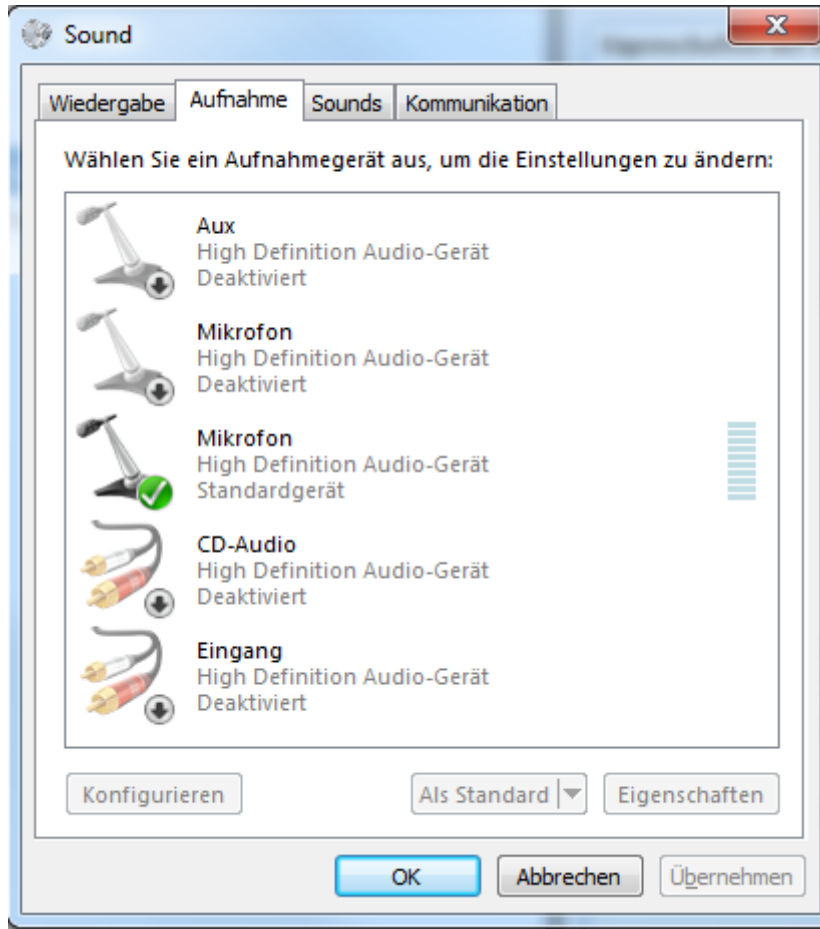 Sound
Wiedergabe
Aufnahme
Sounds
Kommunikation
Wählen Sie ein Aufnahmegerät aus, um die Einstellungen zu ändern:
Aux
High Definition Audio-Gerät
Deaktiviert
Mikrofon
High Definition Audio-Gerät
Deaktiviert
Mikrofon
High Definition Audio-Gerät
Standardgerät
CD-Audio
High Definition Audio-Gerät
Deaktiviert
Eingang
High Definition Audio-Gerät
Deaktiviert
Konfigurieren
Als Standard
Eigenschaften
OK
Abbrechen
Übernehmen